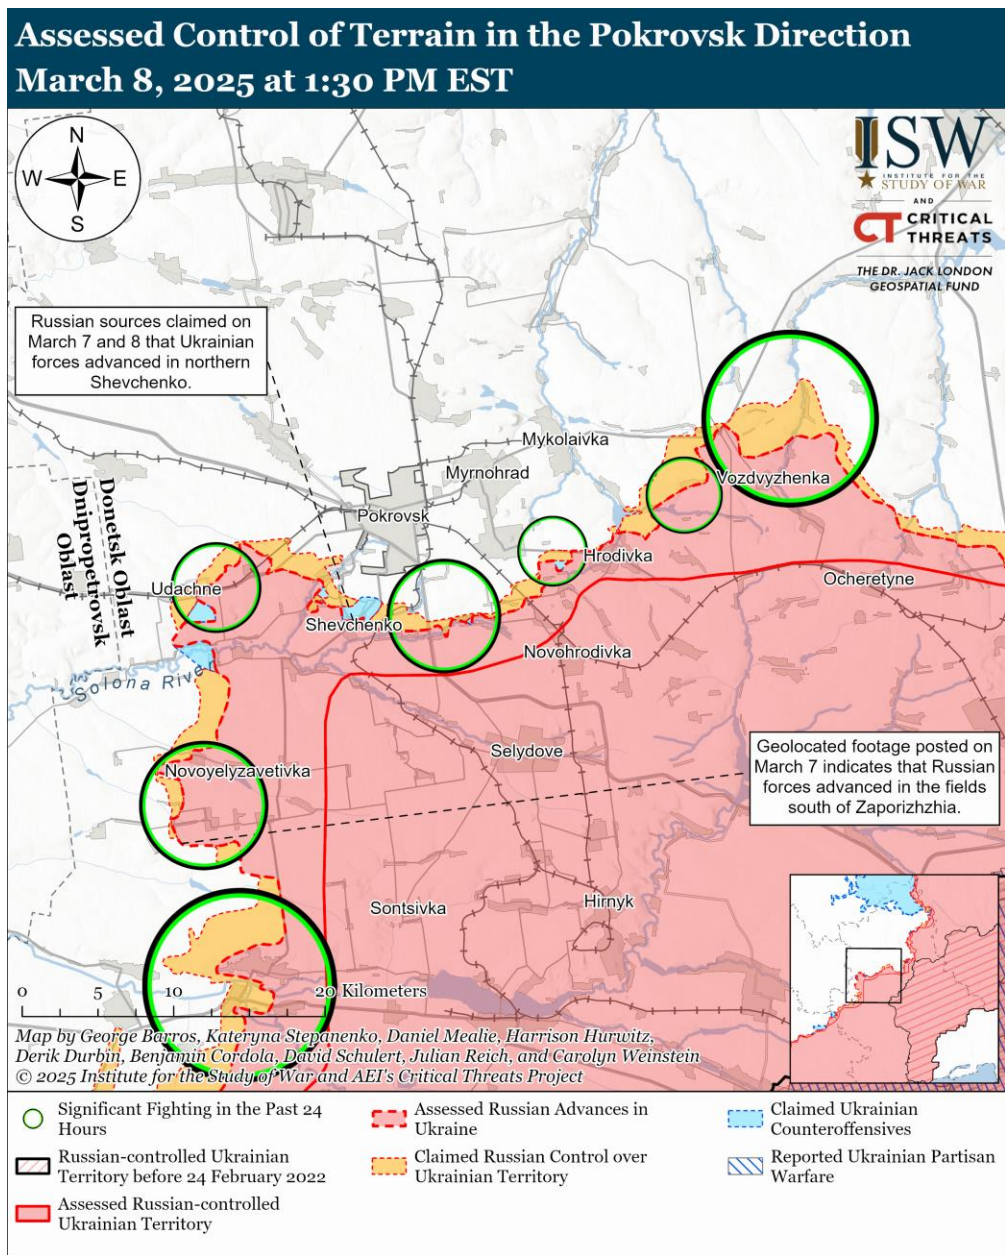 Assessed Control of Terrain in the Pokrovsk Direction
March 8, 2025 at 1:30 PM EST
N
W
E
S
ISW
INSTITUTE FOR THE
STUDY OF WAR
AND
CT CRITICAL
THREATS
THE DR. JACK LONDON
GEOSPATIAL FUND
Russian sources claimed on
March 7 and 8 that Ukrainian
forces advanced in northern
Shevchenko.
Mykolaivka
Myrnohrad
Vozdvyzhenka
Pokrovsk
Donetsk Oblast
Dnipropetrovsk
Oblast
Hrodivka
Udachne
Ocheretyne
Shevchenko
Novohrodivka
Solona River
Selydove
Novoyelyzavetivka
Geolocated footage posted on
March 7 indicates that Russian
forces advanced in the fields
south of Zaporizhzhia.
Sontsivka
Hirnyk
0 5 10 20 Kilometers
Map by George Barros, Kateryna Stepanenko, Daniel Mealie, Harrison Hurwitz,
Derik Durbin, Benjamin Cordola, David Schulert, Julian Reich, and Carolyn Weinstein
© 2025 Institute for the Study of War and AEI's Critical Threats Project
Significant Fighting in the Past 24
Hours
Russian-controlled Ukrainian
Territory before 24 February 2022
Assessed Russian-controlled
Ukrainian Territory
Assessed Russian Advances in
Ukraine
Claimed Russian Control over
Ukrainian Territory
Claimed Ukrainian
Counteroffensives
Reported Ukrainian Partisan
Warfare